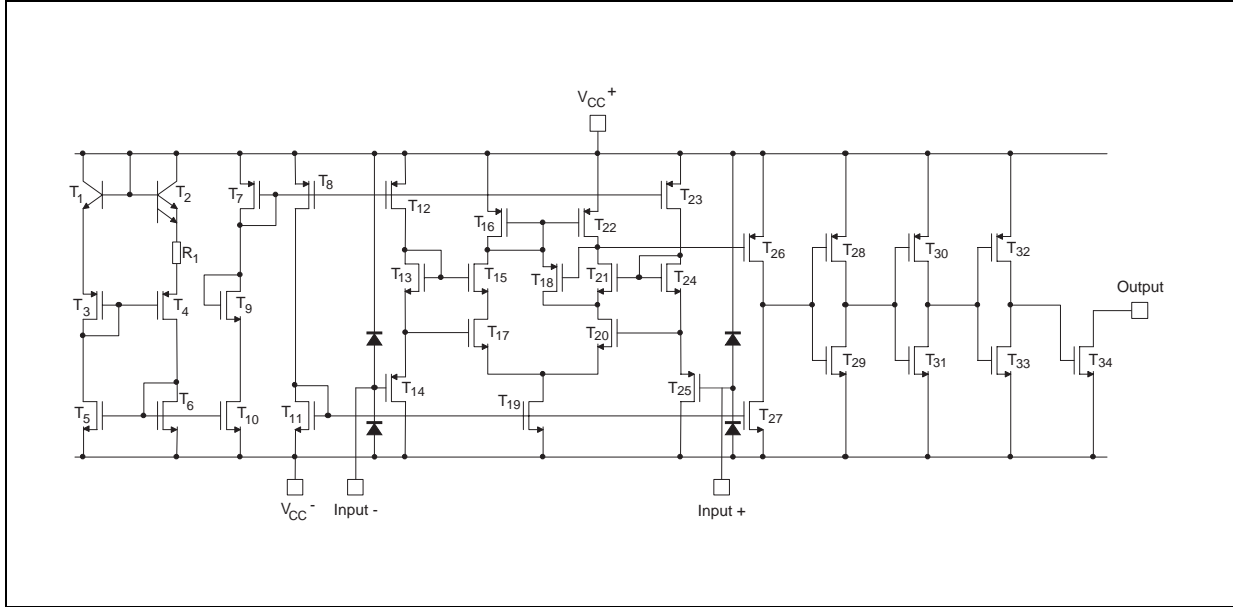 VCC +
T1
T2
T7
T8
T12
T23
T16
T22
T26
T28
T30
T32
R1
T13
T15
T18
T21
T24
Output
T3
T4
T9
T17
T20
T29
T31
T33
T34
T14
T25
T5
T6
T10
T11
T19
T27
VCC -
Input -
Input +